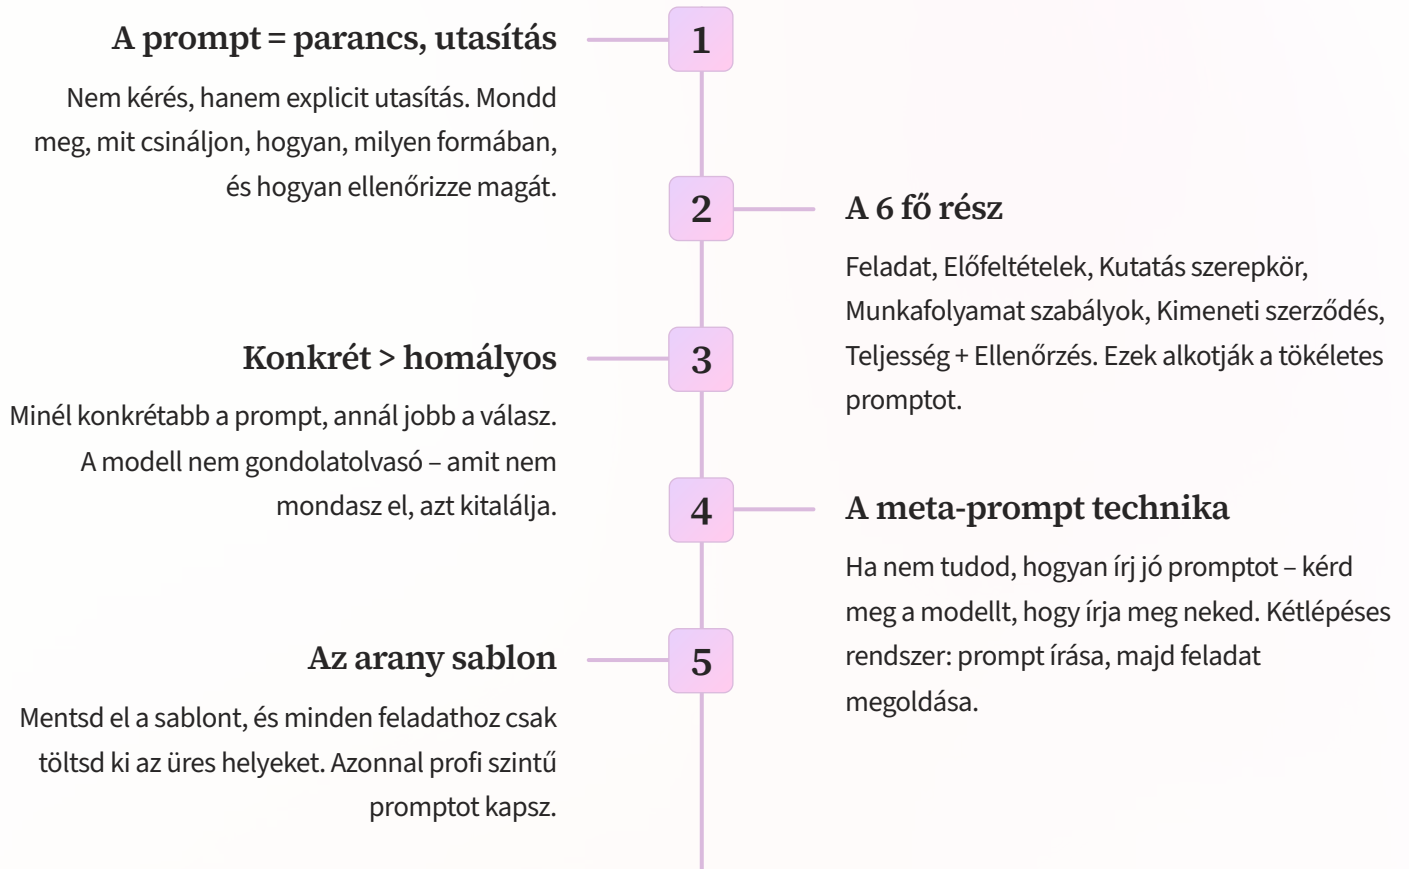 A prompt = parancs, utasítás
1
Nem kérés, hanem explicit utasítás. Mondd
meg, mit csináljon, hogyan, milyen formában,
és hogyan ellenőrizze magát.
2
A 6 fő rész
Feladat, Előfeltételek, Kutatás szerepkör,
Munkafolyamat szabályok, Kimeneti szerződés,
Teljesség + Ellenőrzés. Ezek alkotják a tökéletes
promptot.
Konkrét > homályos
3
Minél konkrétabb a prompt, annál jobb a válasz.
A modell nem gondolatolvasó – amit nem
mondasz el, azt kitalálja.
4
A meta-prompt technika
Ha nem tudod, hogyan írj jó promptot – kérd
meg a modellt, hogy írja meg neked. Kétlépéses
rendszer: prompt írása, majd feladat
megoldása.
Az arany sablon
5
Mentsd el a sablont, és minden feladathoz csak
töltsd ki az üres helyeket. Azonnal profi szintű
promptot kapsz.